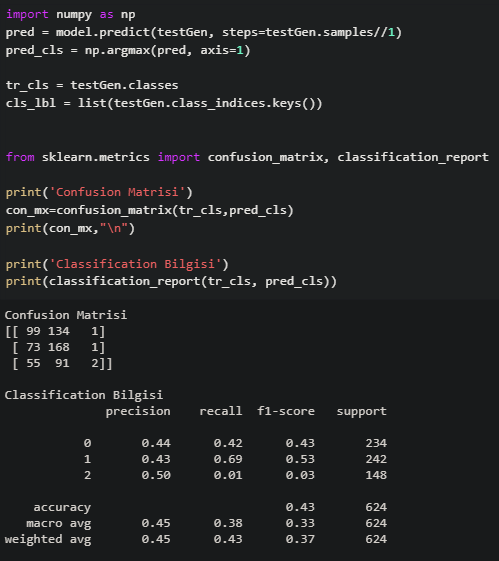 import numpy as np
pred = model.predict(testGen, steps=testGen.samples//1)
pred_cls = np.argmax(pred, axis=1)
tr_cls = testGen.classes
cls_lbl = list(testGen.class_indices.keys())
from sklearn.metrics import confusion_matrix, classification_report
print('Confusion Matrisi')
con_mx=confusion_matrix(tr_cls,pred_cls)
print(con_mx,"\n")
print('Classification Bilgisi')
print(classification_report(tr_cls, pred_cls))
Confusion Matrisi
[[ 99 134   1]
 [ 73 168   1]
 [ 55  91   2]]
Classification Bilgisi
              precision    recall  f1-score   support
           0       0.44      0.42      0.43       234
           1       0.43      0.69      0.53       242
           2       0.50      0.01      0.03       148
    accuracy                           0.43       624
   macro avg       0.45      0.38      0.33       624
weighted avg       0.45      0.43      0.37       624